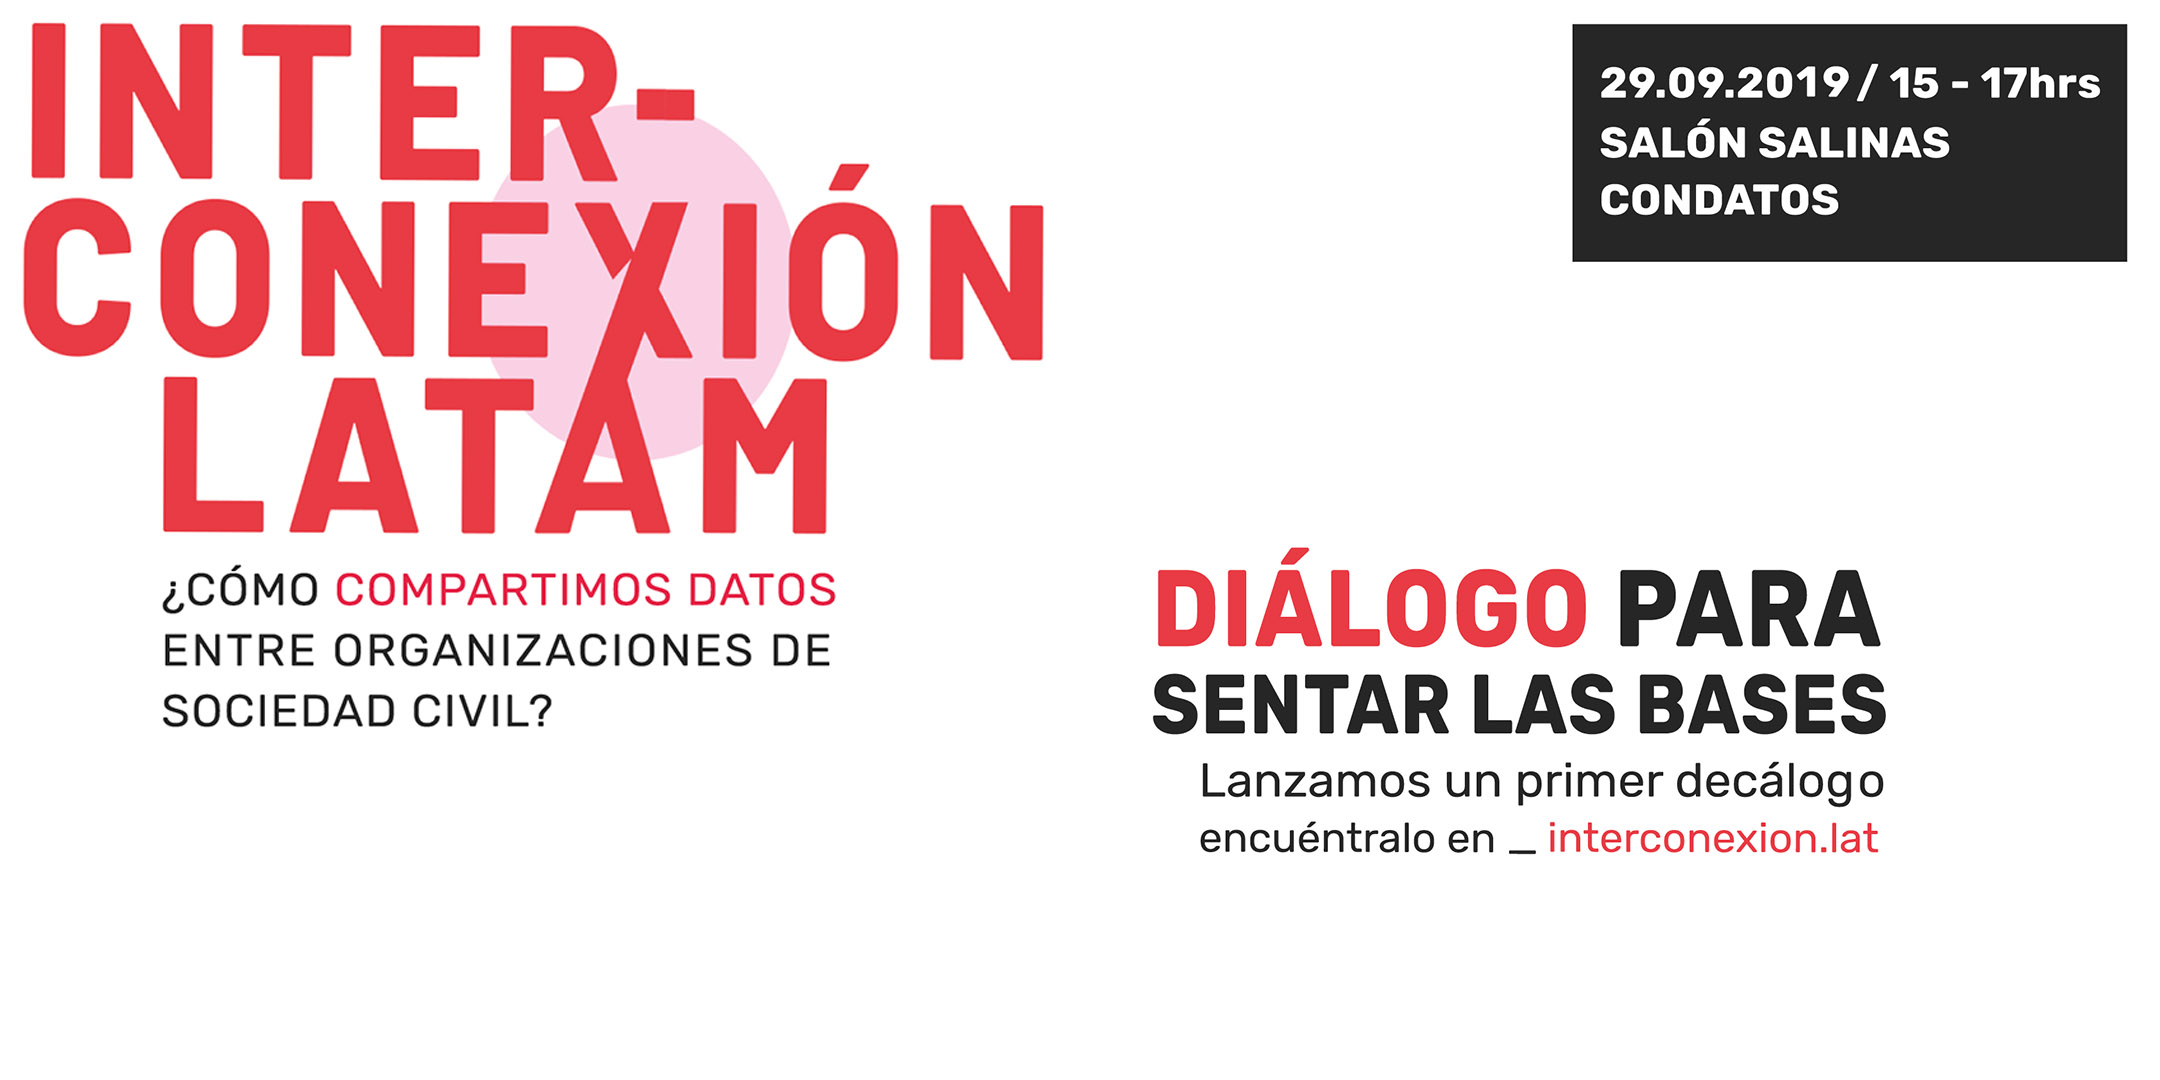 INTER-
CONEXIÓN
LATAM
¿CÓMO COMPARTIMOS DATOS
ENTRE ORGANIZACIONES DE
SOCIEDAD CIVIL?
29.09.2019 / 15 - 17hrs
SALÓN SALINAS
CONDATOS
DIÁLOGO PARA
SENTAR LAS BASES
Lanzamos un primer decálogo
encuéntralo en _ interconexion.lat